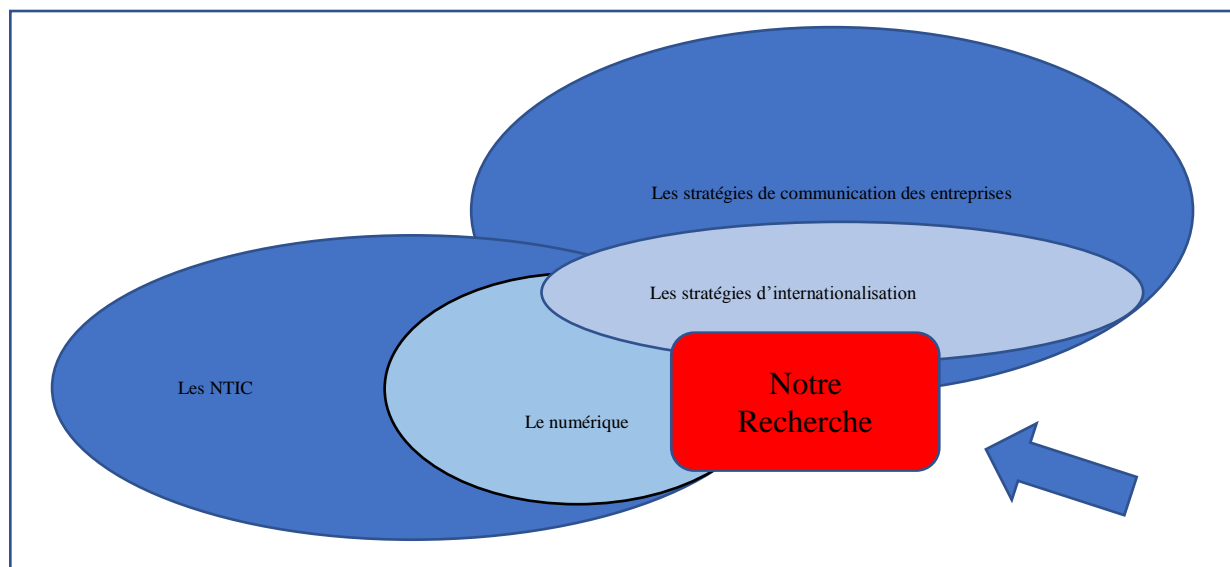 Les stratégies de communication des entreprises
Les stratégies d’internationalisation
Les NTIC
Le numérique
Notre
Recherche